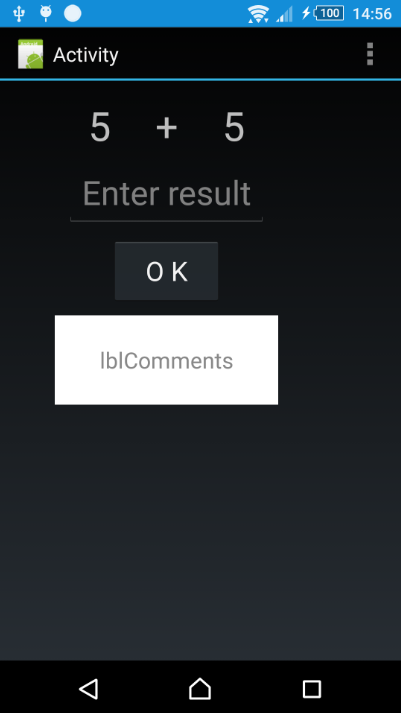 100 14:56
Activity
5 + 5
Enter result
O K
lblComments